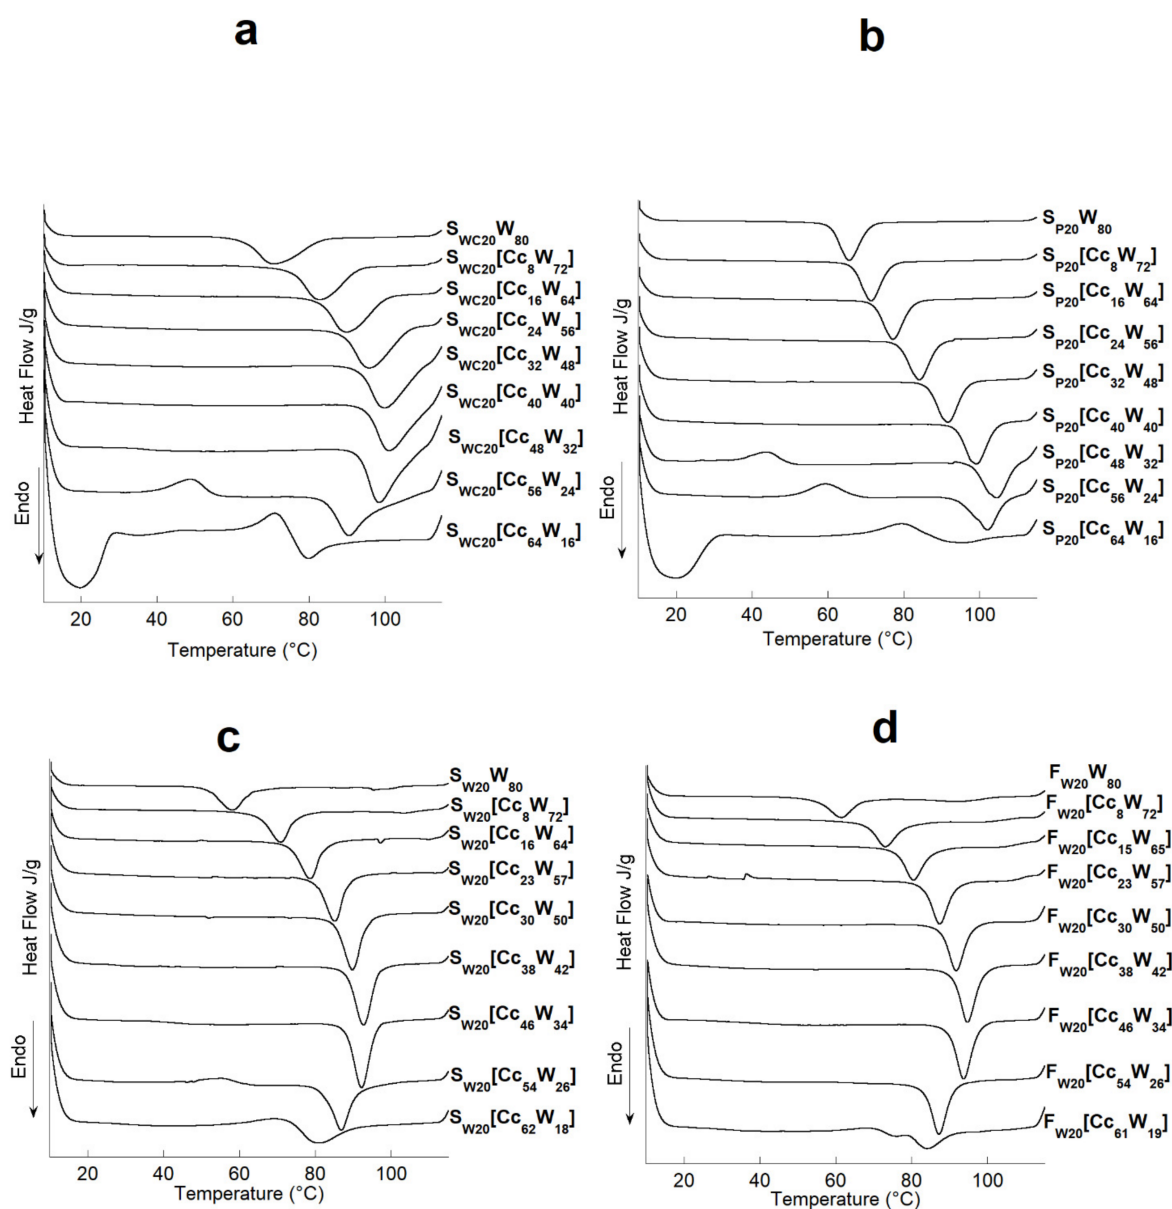 a
S_WC20W_80
S_WC20[Cc_8W_72]
S_WC20[Cc_16W_64]
S_WC20[Cc_24W_56]
S_WC20[Cc_32W_48]
S_WC20[Cc_40W_40]
S_WC20[Cc_48W_32]
S_WC20[Cc_56W_24]
S_WC20[Cc_64W_16]
Heat Flow J/g
Endo
20 40 60 80 100
Temperature (°C)
b
S_P20W_80
S_P20[Cc_8W_72]
S_P20[Cc_16W_64]
S_P20[Cc_24W_56]
S_P20[Cc_32W_48]
S_P20[Cc_40W_40]
S_P20[Cc_48W_32]
S_P20[Cc_56W_24]
S_P20[Cc_64W_16]
Heat Flow J/g
Endo
20 40 60 80 100
Temperature (°C)
c
S_W20W_80
S_W20[Cc_8W_72]
S_W20[Cc_16W_64]
S_W20[Cc_23W_57]
S_W20[Cc_30W_50]
S_W20[Cc_38W_42]
S_W20[Cc_46W_34]
S_W20[Cc_54W_26]
S_W20[Cc_62W_18]
Heat Flow J/g
Endo
20 40 60 80 100
Temperature (°C)
d
F_W20W_80
F_W20[Cc_8W_72]
F_W20[Cc_15W_65]
F_W20[Cc_23W_57]
F_W20[Cc_30W_50]
F_W20[Cc_38W_42]
F_W20[Cc_46W_34]
F_W20[Cc_54W_26]
F_W20[Cc_61W_19]
Heat Flow J/g
Endo
20 40 60 80 100
Temperature (°C)